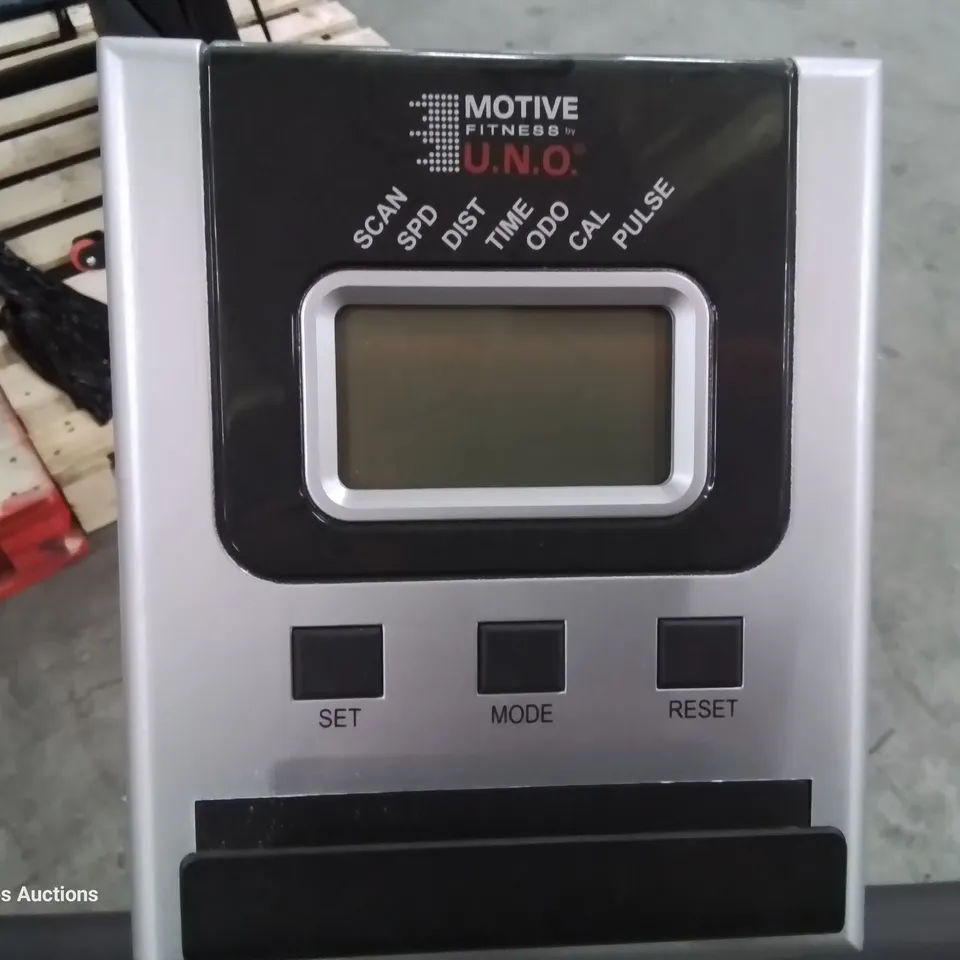 MOTIVE
FITNESS by
U.N.O.®
SCAN SPD DIST TIME ODO CAL PULSE
SET MODE RESET
s Auctions